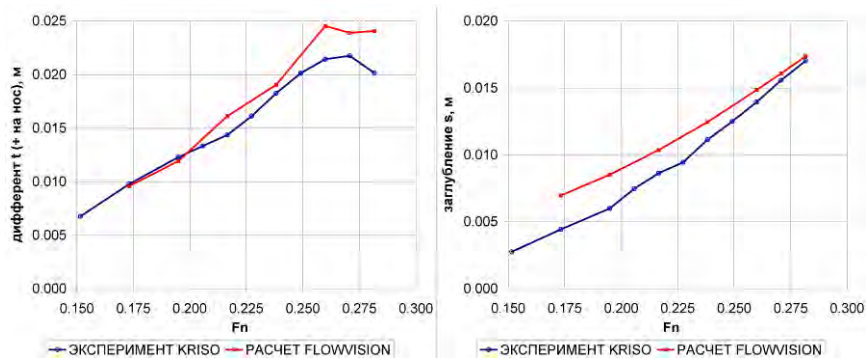 дифферент t (+ на нос), м
0.025
0.020
0.015
0.010
0.005
0.000
0.150 0.175 0.200 0.225 0.250 0.275 0.300
Fn
ЭКСПЕРИМЕНТ KRISO РАСЧЕТ FLOWVISION
заглубление s, м
0.020
0.015
0.010
0.005
0.000
0.150 0.175 0.200 0.225 0.250 0.275 0.300
Fn
ЭКСПЕРИМЕНТ KRISO РАСЧЕТ FLOWVISION